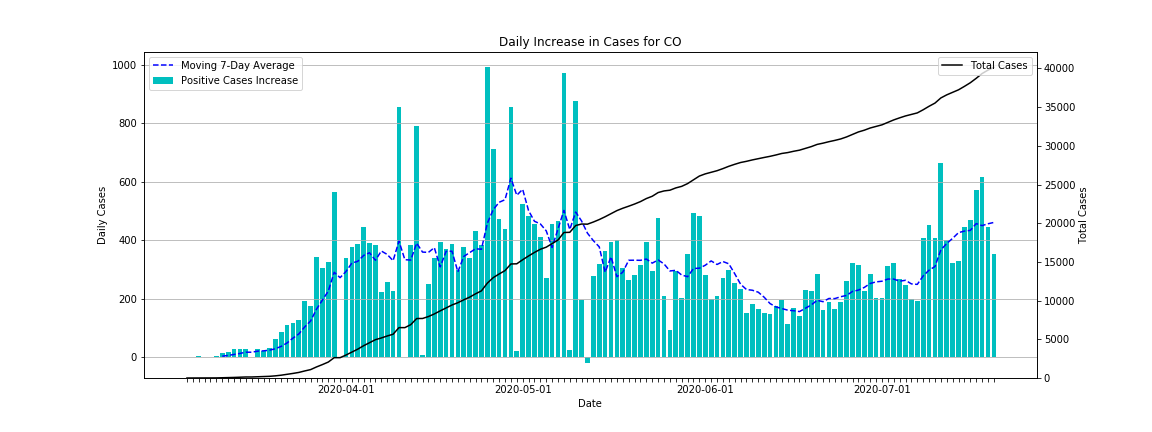 Daily Increase in Cases for CO
Moving 7-Day Average
Positive Cases Increase
Total Cases
1000
800
600
400
200
0
Daily Cases
40000
35000
30000
25000
20000
15000
10000
5000
0
Total Cases
2020-04-01
2020-05-01
2020-06-01
2020-07-01
Date